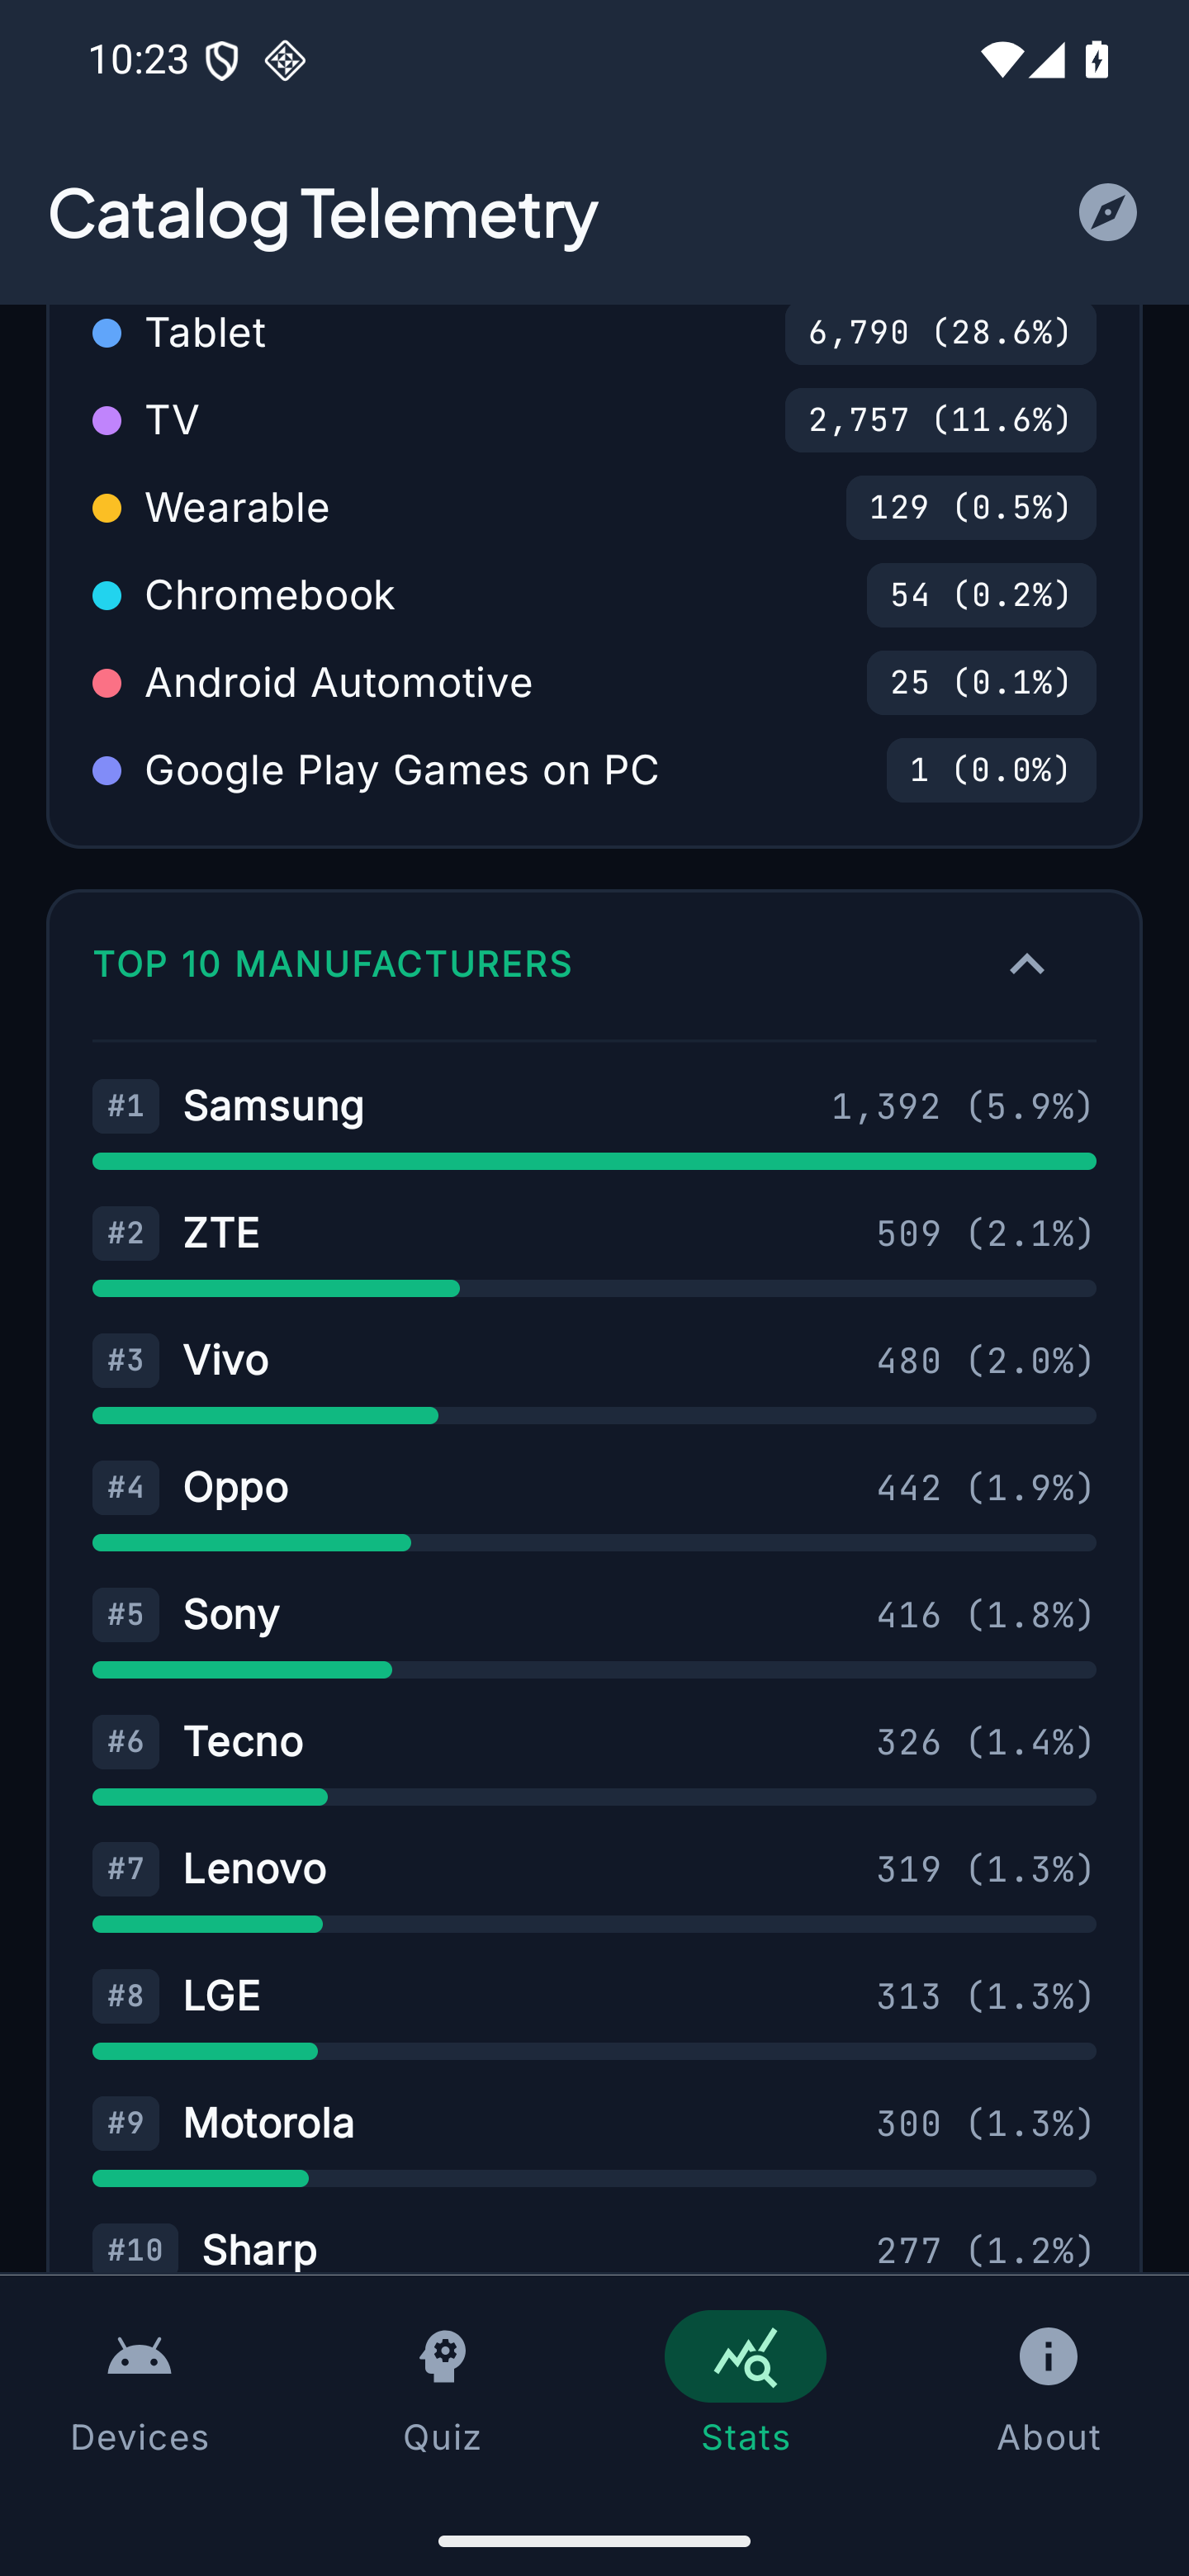 10:23
Catalog Telemetry
Tablet 6,790 (28.6%)
TV 2,757 (11.6%)
Wearable 129 (0.5%)
Chromebook 54 (0.2%)
Android Automotive 25 (0.1%)
Google Play Games on PC 1 (0.0%)
TOP 10 MANUFACTURERS
#1 Samsung 1,392 (5.9%)
#2 ZTE 509 (2.1%)
#3 Vivo 480 (2.0%)
#4 Oppo 442 (1.9%)
#5 Sony 416 (1.8%)
#6 Tecno 326 (1.4%)
#7 Lenovo 319 (1.3%)
#8 LGE 313 (1.3%)
#9 Motorola 300 (1.3%)
#10 Sharp 277 (1.2%)
Devices Quiz Stats About